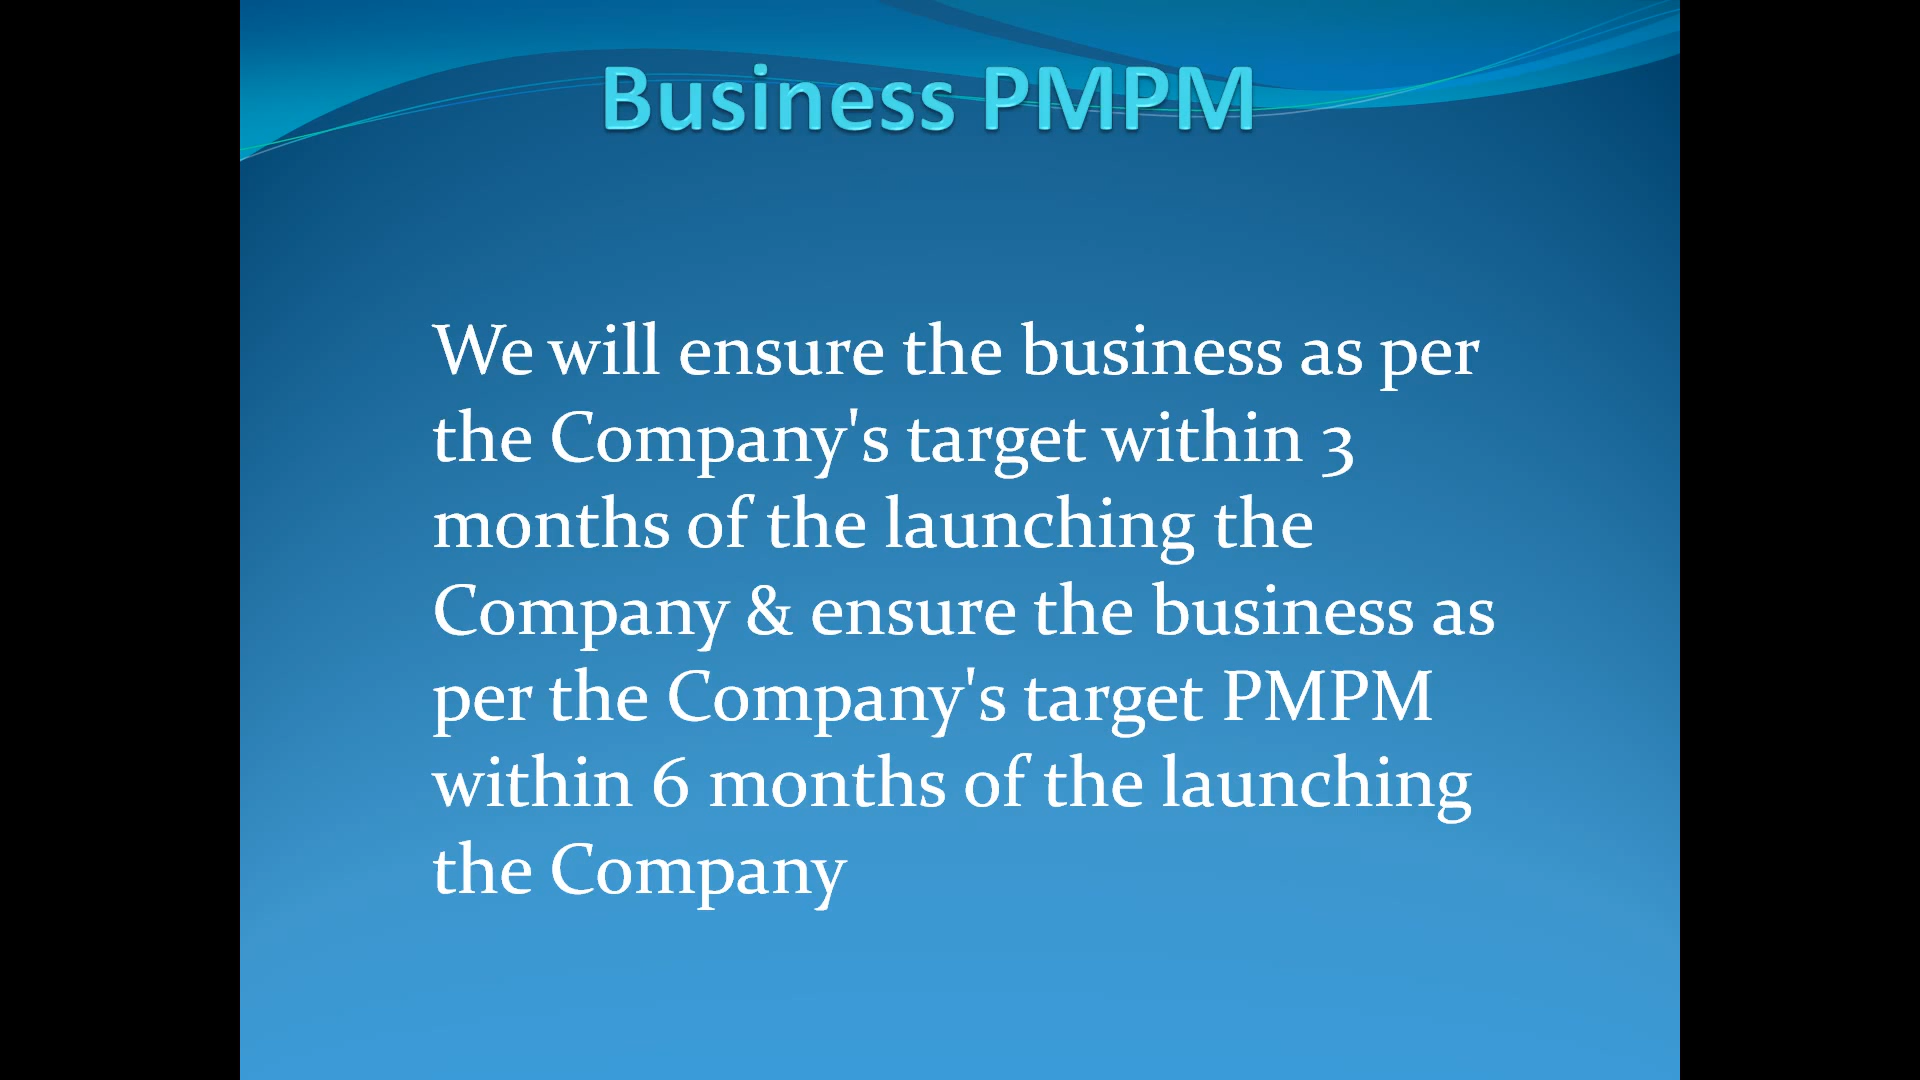 Business PMPM
We will ensure the business as per
the Company's target within 3
months of the launching the
Company & ensure the business as
per the Company's target PMPM
within 6 months of the launching
the Company